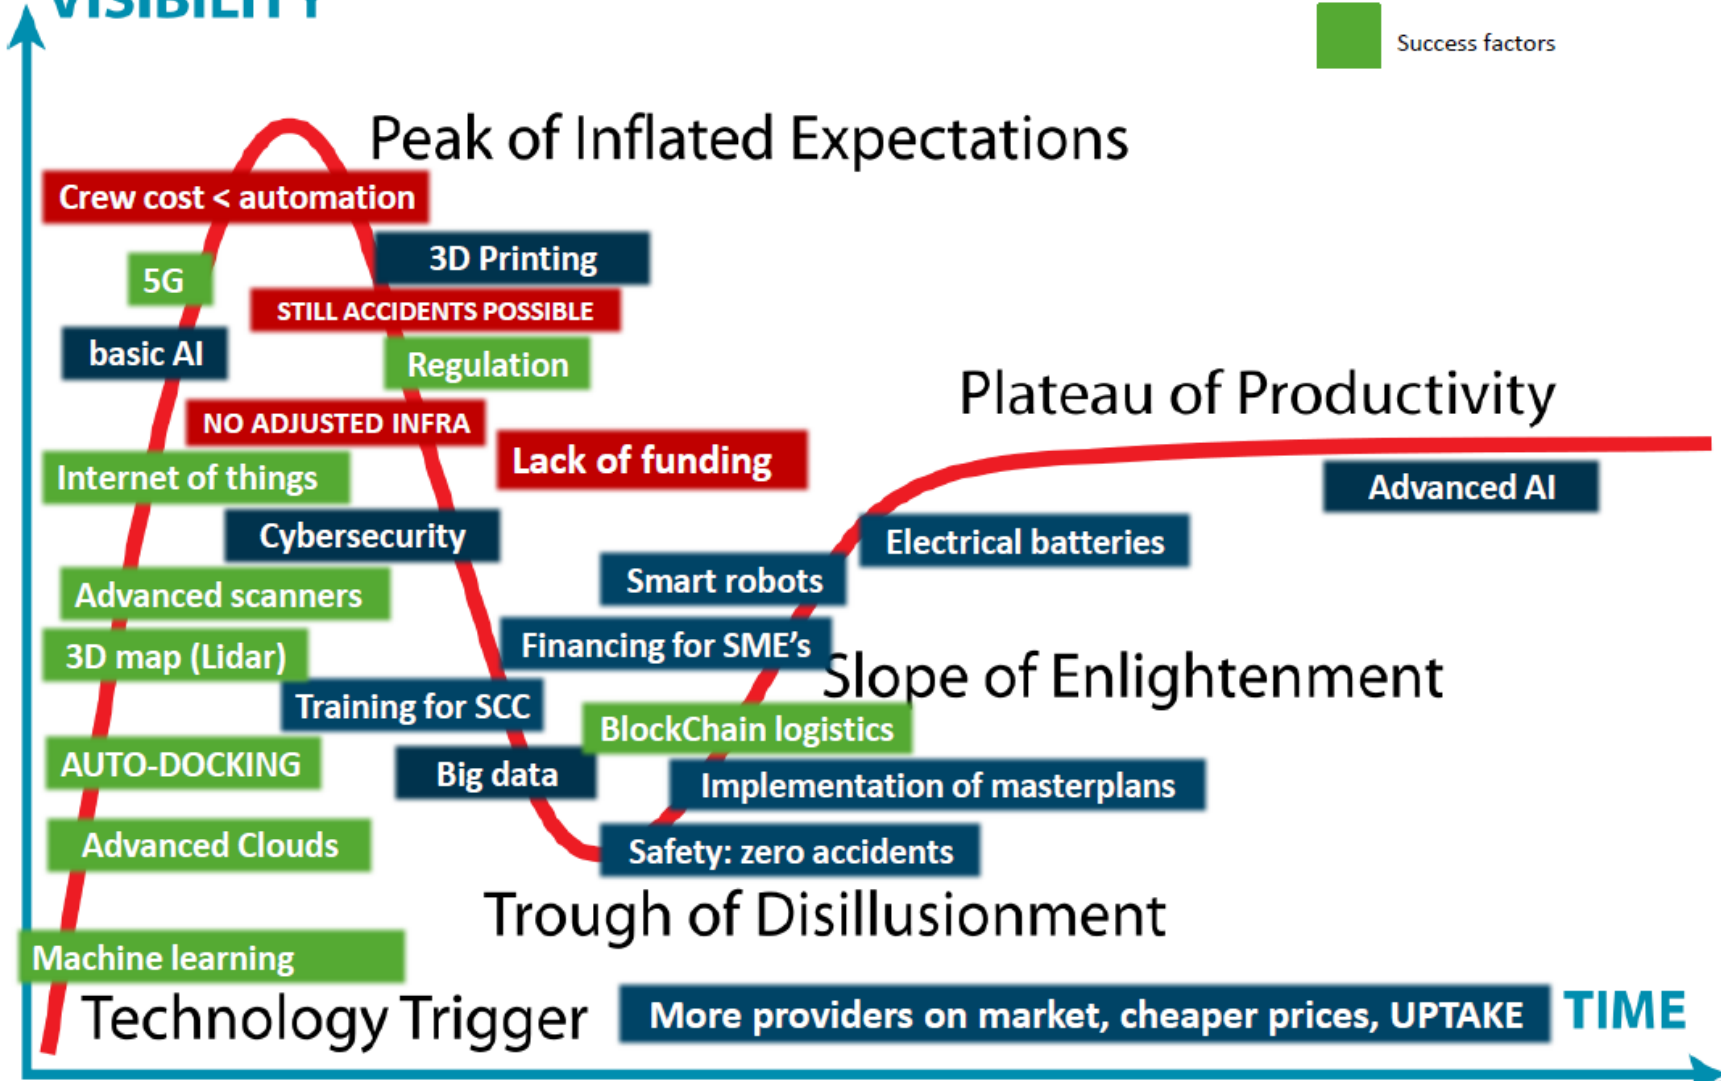 VISIBILITY
Success factors
Peak of Inflated Expectations
Crew cost < automation
3D Printing
5G
STILL ACCIDENTS POSSIBLE
basic AI
Regulation
Plateau of Productivity
NO ADJUSTED INFRA
Lack of funding
Internet of things
Advanced AI
Cybersecurity
Electrical batteries
Smart robots
Advanced scanners
Financing for SME’s
3D map (Lidar)
Slope of Enlightenment
Training for SCC
BlockChain logistics
AUTO-DOCKING
Big data
Implementation of masterplans
Advanced Clouds
Safety: zero accidents
Trough of Disillusionment
Machine learning
Technology Trigger
More providers on market, cheaper prices, UPTAKE
TIME